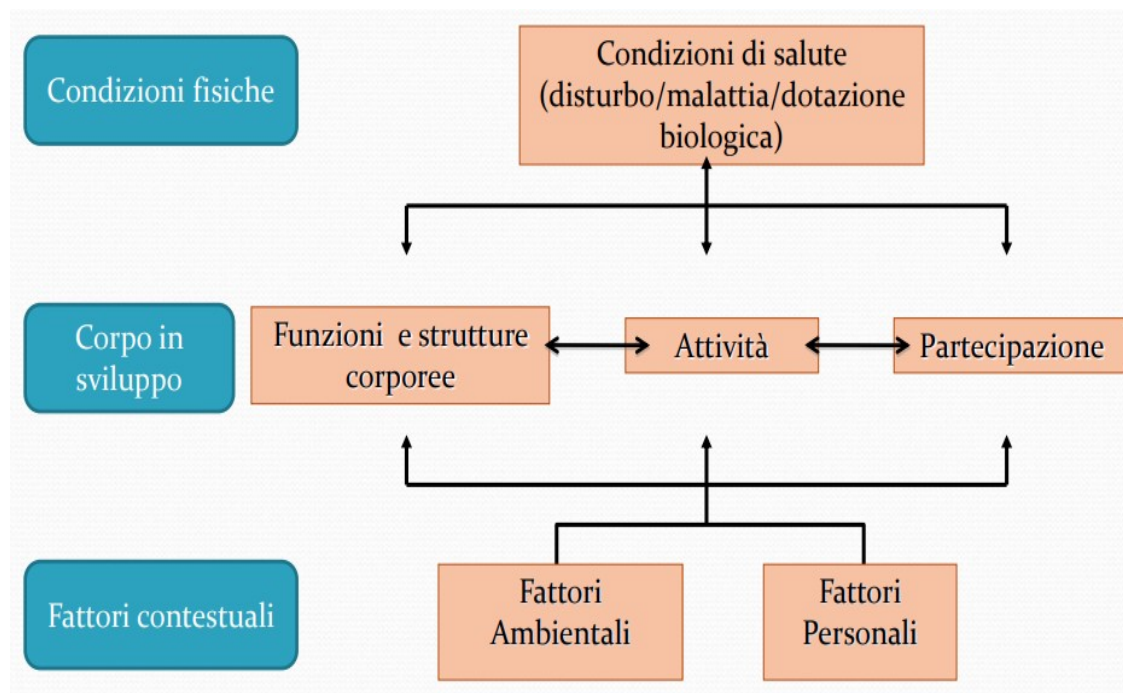 Condizioni fisiche
Condizioni di salute
(disturbo/malattia/dotazione
biologica)
Corpo in
sviluppo
Funzioni e strutture
corporee
Attività
Partecipazione
Fattori contestuali
Fattori
Ambientali
Fattori
Personali